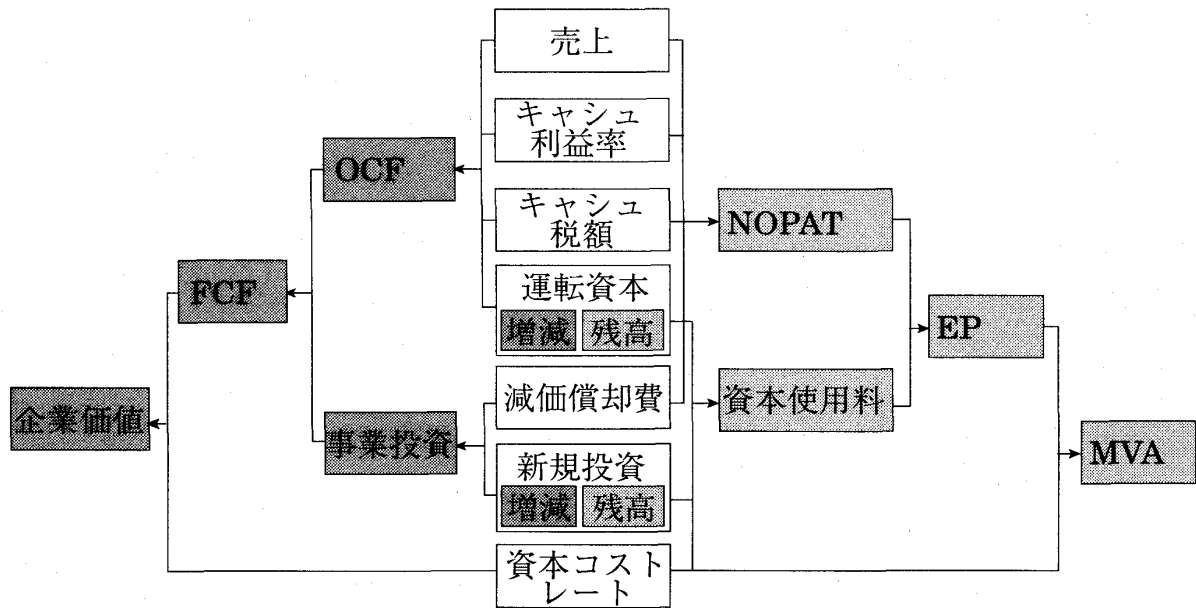 売上
キャシュ
利益率
OCF
キャシュ
税額
NOPAT
運転資本
増減 残高
FCF
EP
減価償却費
資本使用料
企業価値
事業投資
新規投資
増減 残高
MVA
資本コスト
レート